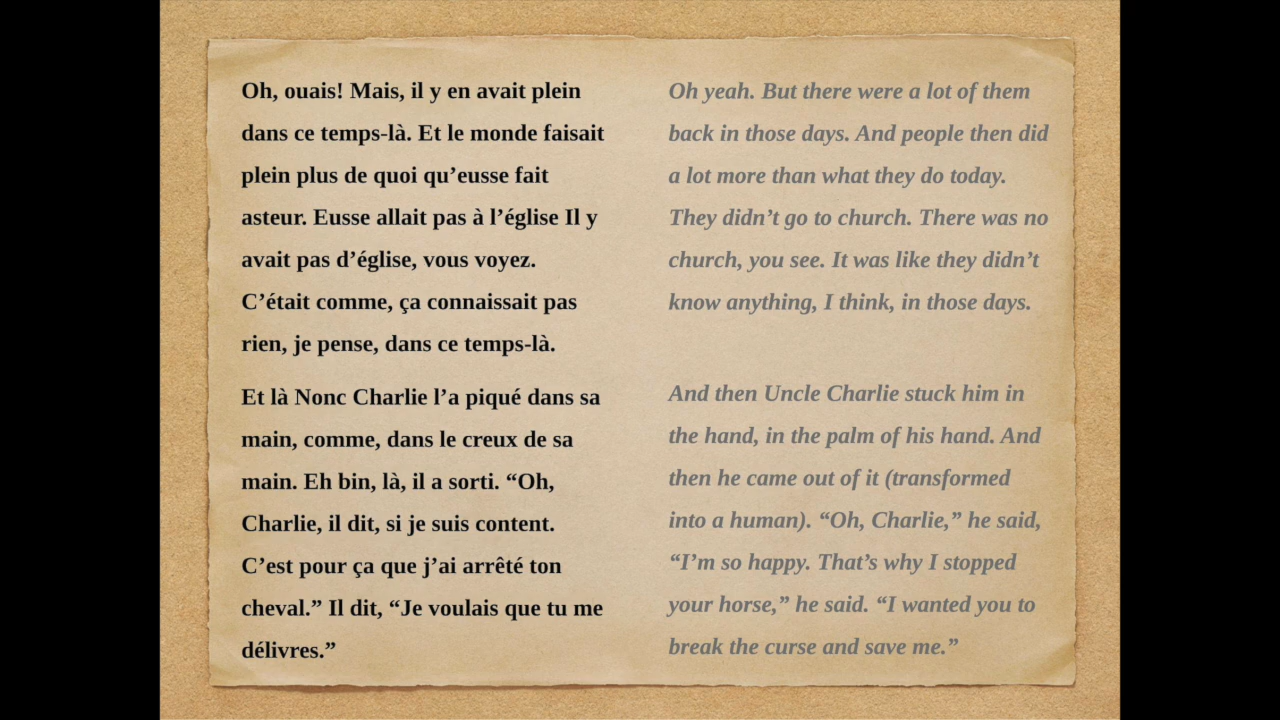 Oh, ouais! Mais, il y en avait plein
dans ce temps-là. Et le monde faisait
plein plus de quoi qu’eusse fait
asteur. Eusse allait pas à l’église Il y
avait pas d’église, vous voyez.
C’était comme, ça connaissait pas
rien, je pense, dans ce temps-là.
Et là Nonc Charlie l’a piqué dans sa
main, comme, dans le creux de sa
main. Eh bin, là, il a sorti. “Oh,
Charlie, il dit, si je suis content.
C’est pour ça que j’ai arrêté ton
cheval.” Il dit, “Je voulais que tu me
délivres.”
Oh yeah. But there were a lot of them
back in those days. And people then did
a lot more than what they do today.
They didn’t go to church. There was no
church, you see. It was like they didn’t
know anything, I think, in those days.
And then Uncle Charlie stuck him in
the hand, in the palm of his hand. And
then he came out of it (transformed
into a human). “Oh, Charlie,” he said,
“I’m so happy. That’s why I stopped
your horse,” he said. “I wanted you to
break the curse and save me.”